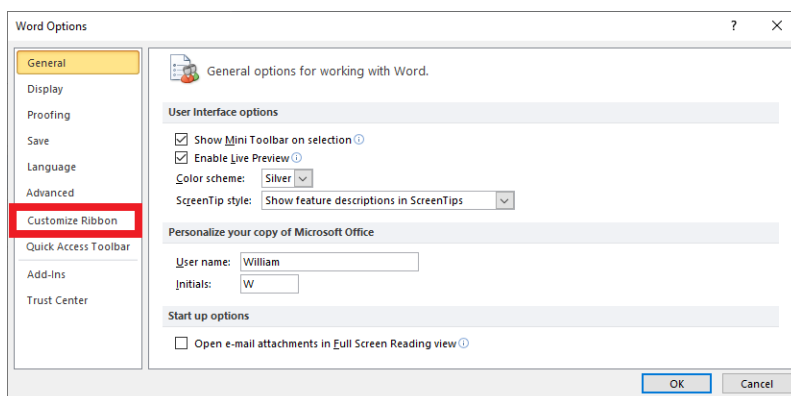 Word Options
General
Display
Proofing
Save
Language
Advanced
Customize Ribbon
Quick Access Toolbar
Add-Ins
Trust Center
General options for working with Word.
User Interface options
Show Mini Toolbar on selection
Enable Live Preview
Color scheme: Silver
ScreenTip style: Show feature descriptions in ScreenTips
Personalize your copy of Microsoft Office
User name: William
Initials: W
Start up options
Open e-mail attachments in Full Screen Reading view
OK Cancel